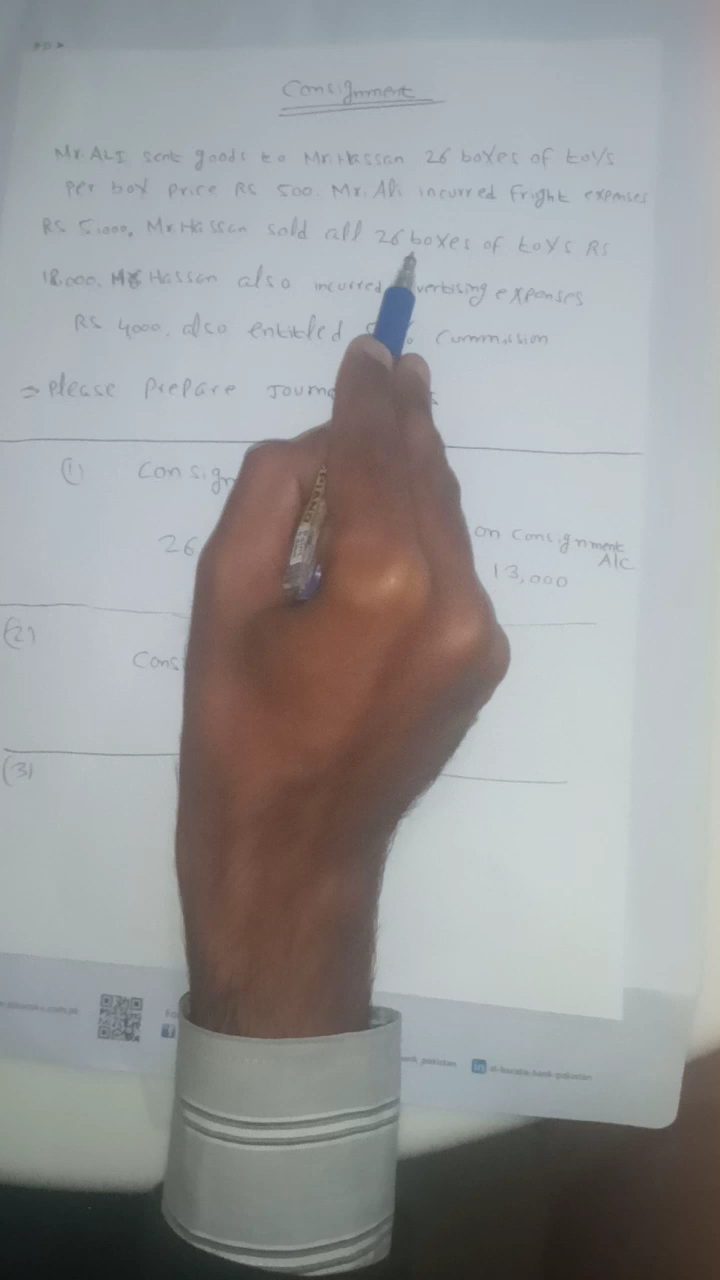 Consignment
Mr. ALI sent goods to Mr. Hassan 26 boxes of toys
Per box price RS 500. Mr. Ali incurred fright expenses
RS 5,000, Mr. Hassan sold all 26 boxes of toys RS
18,000. Mr Hassan also incurred vertising expenses
RS 4000, also entitled % Commission
→ Please Prepare Journ
(1) Consign
on Consignment A/C
26
13,000
(2)
Cons
(3)